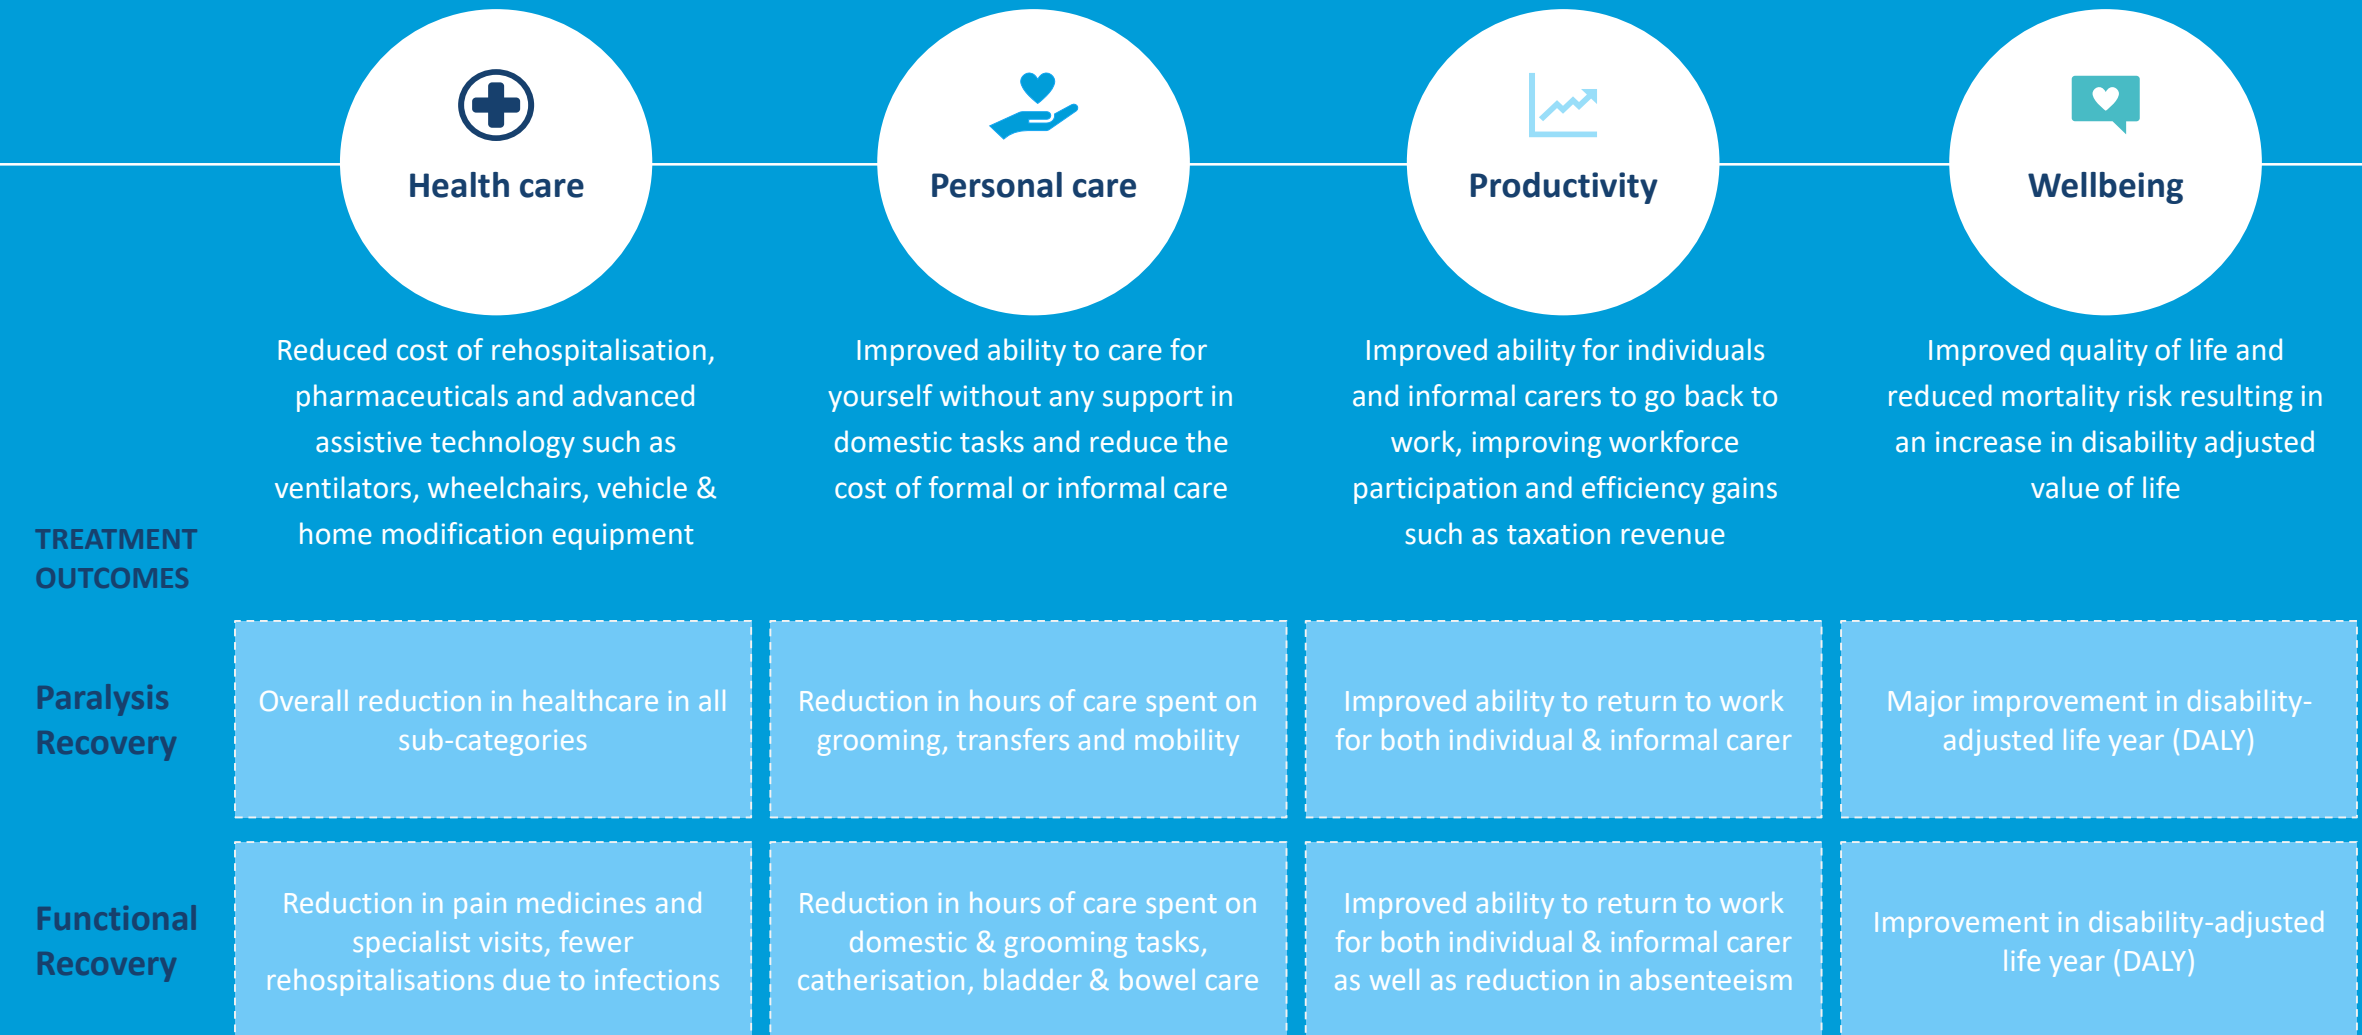 Health care
Personal care
Productivity
Wellbeing
Reduced cost of rehospitalisation,
pharmaceuticals and advanced
assistive technology such as
ventilators, wheelchairs, vehicle &
home modification equipment
Improved ability to care for
yourself without any support in
domestic tasks and reduce the
cost of formal or informal care
Improved ability for individuals
and informal carers to go back to
work, improving workforce
participation and efficiency gains
such as taxation revenue
Improved quality of life and
reduced mortality risk resulting in
an increase in disability adjusted
value of life
TREATMENT
OUTCOMES
Paralysis
Recovery
Overall reduction in healthcare in all
sub-categories
Reduction in hours of care spent on
grooming, transfers and mobility
Improved ability to return to work
for both individual & informal carer
Major improvement in disability-
adjusted life year (DALY)
Functional
Recovery
Reduction in pain medicines and
specialist visits, fewer
rehospitalisations due to infections
Reduction in hours of care spent on
domestic & grooming tasks,
catherisation, bladder & bowel care
Improved ability to return to work
for both individual & informal carer
as well as reduction in absenteeism
Improvement in disability-adjusted
life year (DALY)